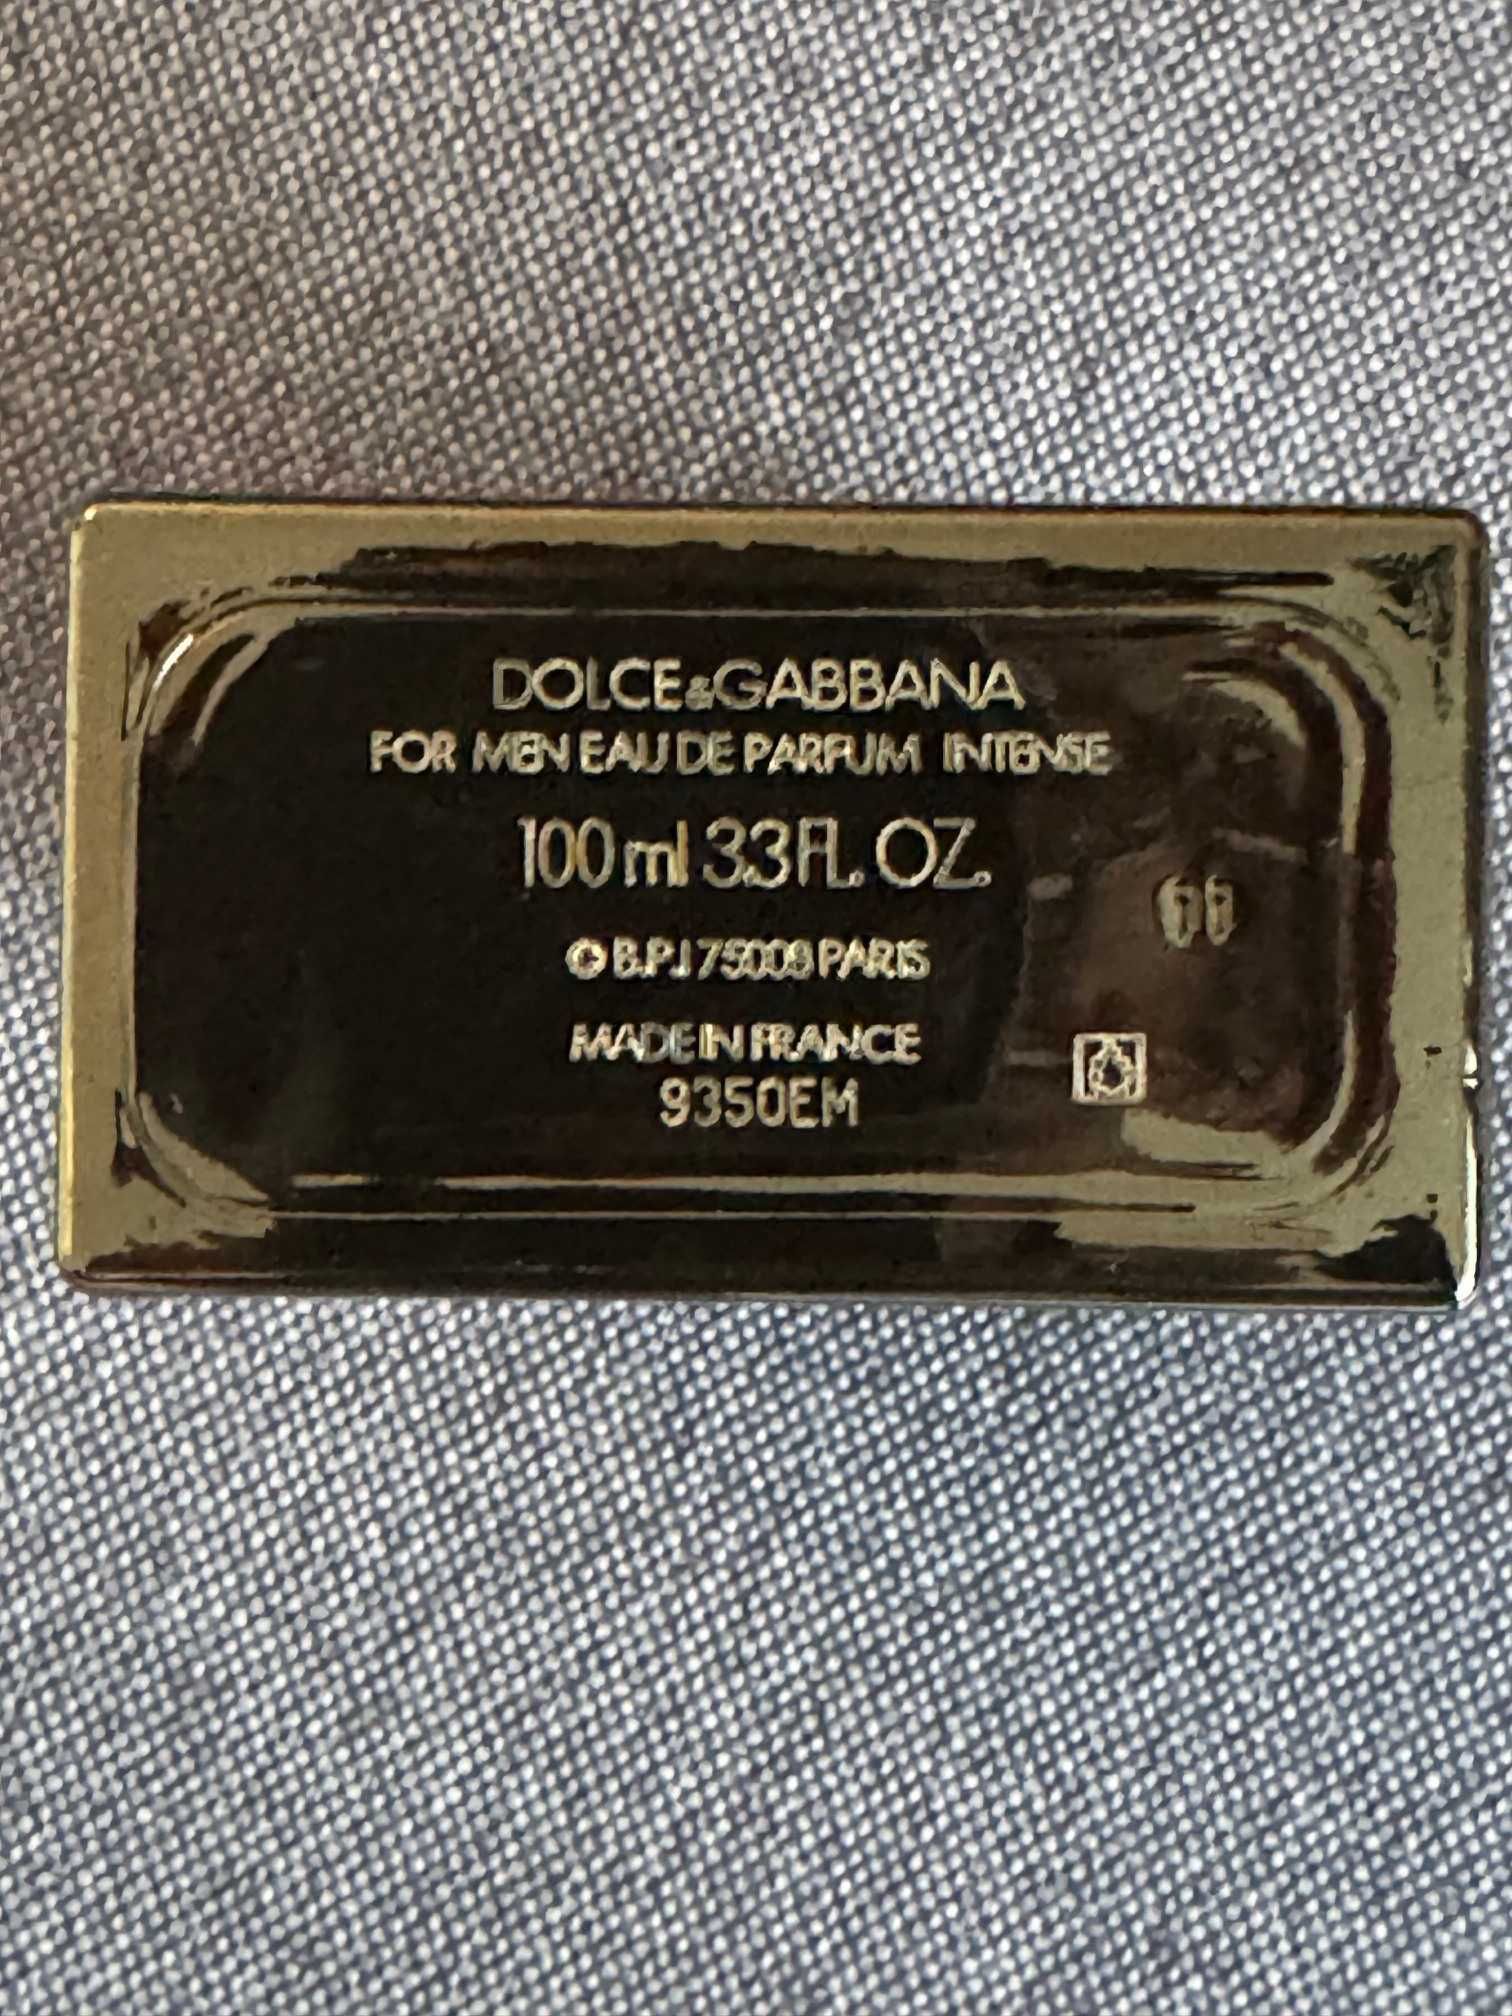 DOLCE&GABBANA
FOR MEN EAU DE PARFUM INTENSE
100 ml 3.3 FL. OZ.
© B.P.I 75008 PARIS
MADE IN FRANCE
9350EM